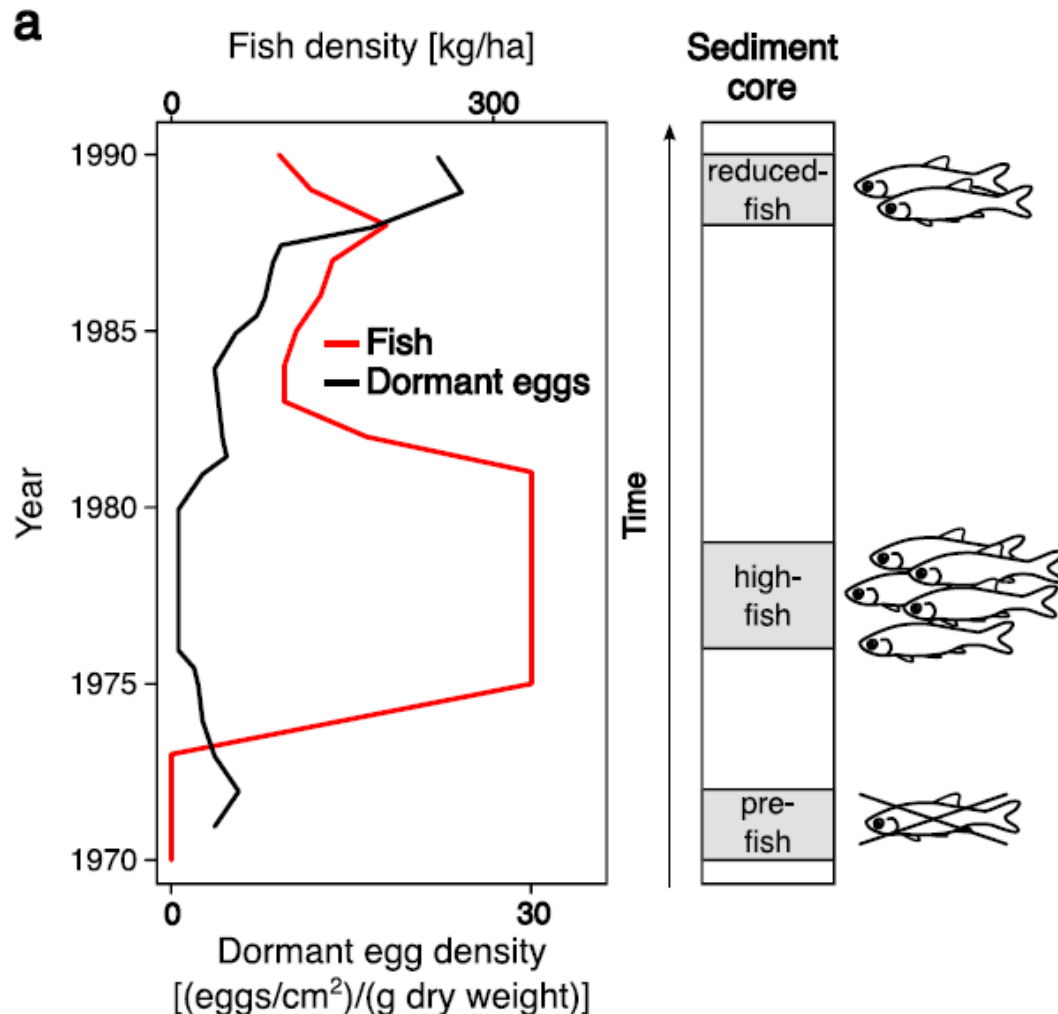 a
Fish density [kg/ha]
0 300
1990
1985
1980
1975
1970
Year
Fish
Dormant eggs
0 30
Dormant egg density
[(eggs/cm²)/(g dry weight)]
Time
Sediment
core
reduced-
fish
high-
fish
pre-
fish